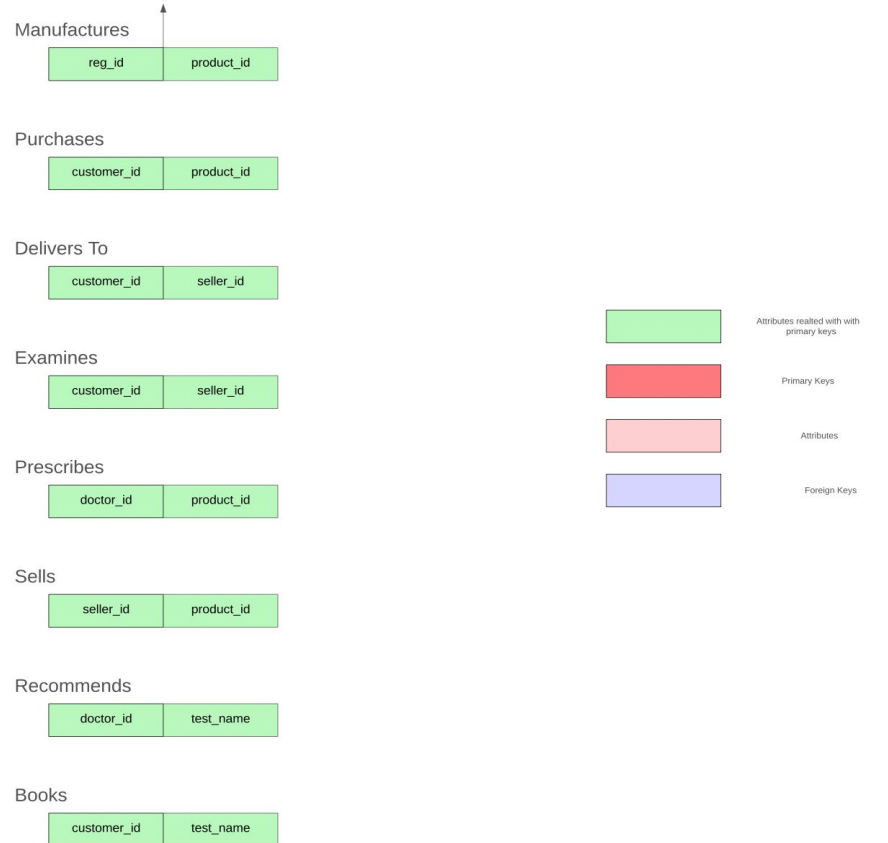 Manufactures
reg_id product_id
Purchases
customer_id product_id
Delivers To
customer_id seller_id
Examines
customer_id seller_id
Prescribes
doctor_id product_id
Sells
seller_id product_id
Recommends
doctor_id test_name
Books
customer_id test_name
Attributes realted with with
primary keys
Primary Keys
Attributes
Foreign Keys